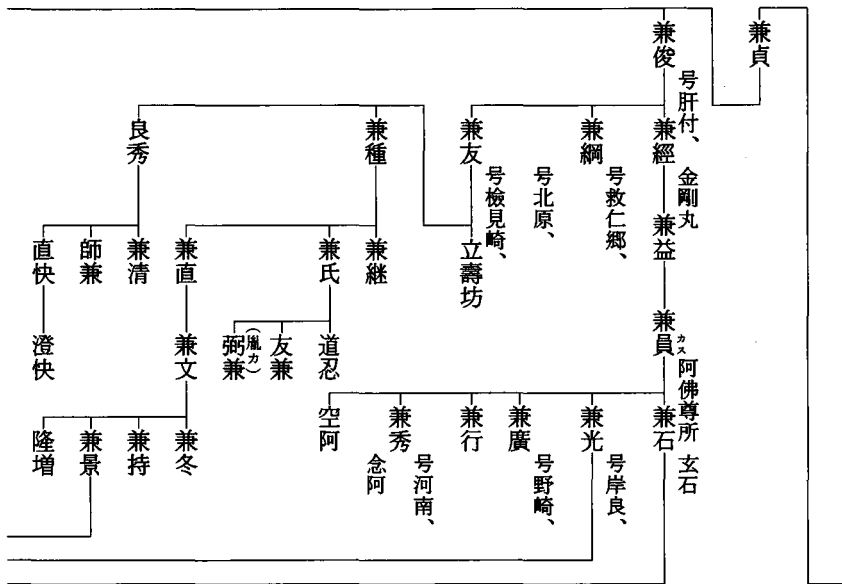 兼貞
兼俊
号肝付、
兼經
金剛丸
兼綱
号救仁郷、
兼友
号北原、
号檢見崎、
兼種
良秀
兼益
立壽坊
兼継
兼氏
兼直
兼清
師兼
直快
兼員
カス
阿佛尊所
道忍
友兼
弼兼
(胤カ)
兼文
澄快
兼石
玄石
兼光
号岸良、
兼廣
号野崎、
兼行
兼秀
号河南、
念阿
空阿
兼冬
兼持
兼景
隆増